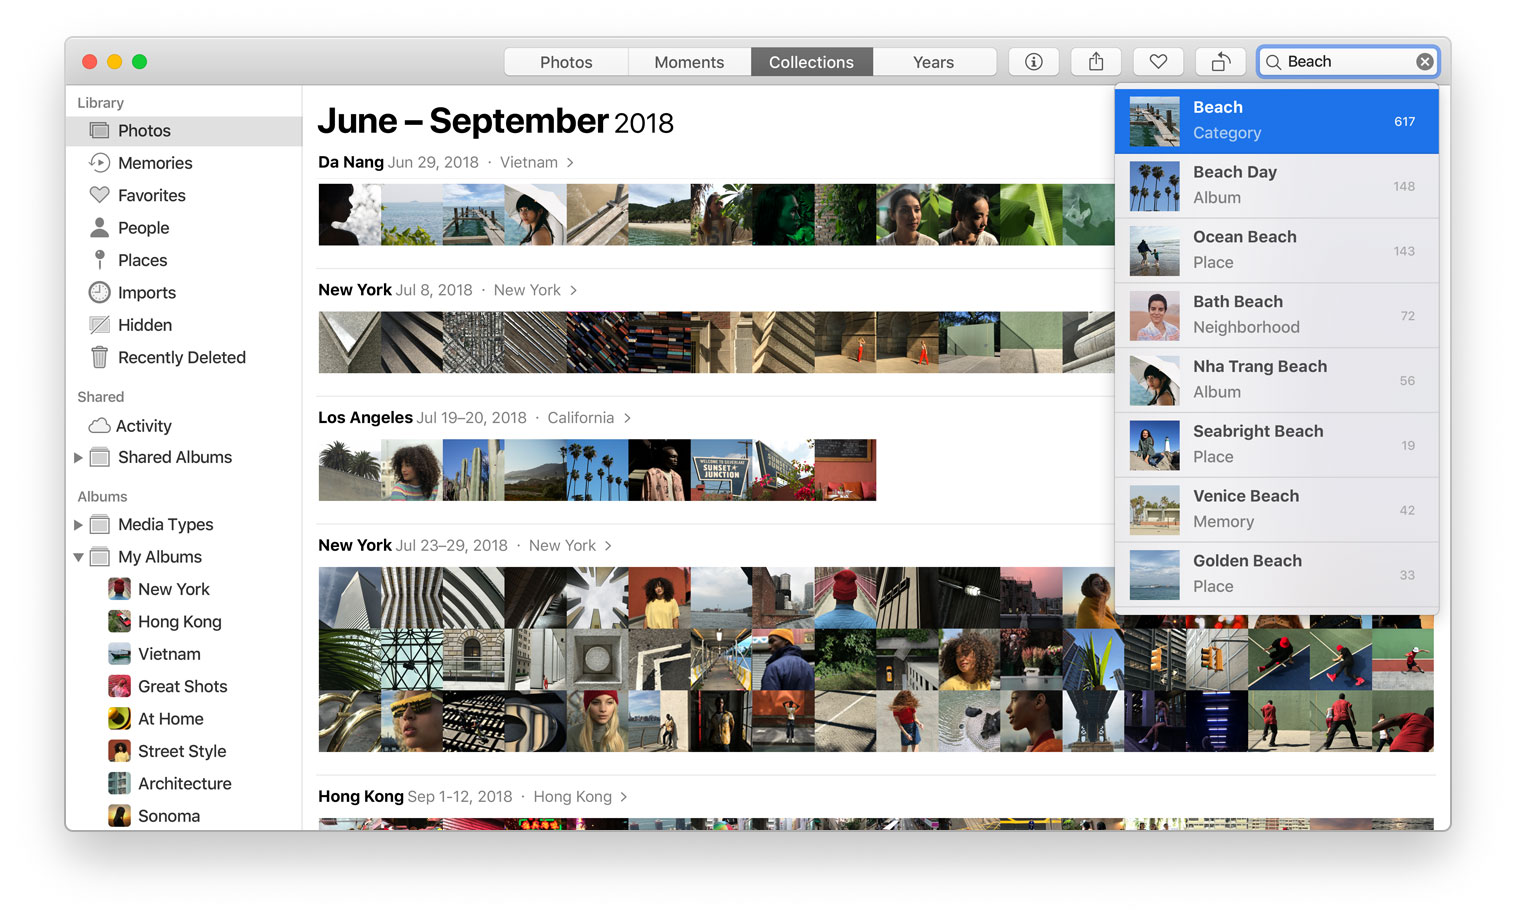 Photos
Moments
Collections
Years
Beach
Library
Photos
Memories
Favorites
People
Places
Imports
Hidden
Recently Deleted
Shared
Activity
Shared Albums
Albums
Media Types
My Albums
New York
Hong Kong
Vietnam
Great Shots
At Home
Street Style
Architecture
Sonoma
June – September 2018
Da Nang Jun 29, 2018 · Vietnam >
New York Jul 8, 2018 · New York >
Los Angeles Jul 19–20, 2018 · California >
WELCOME TO SILVERLAKE
SUNSET
JUNCTION
SUNSET
JUNCTION
New York Jul 23–29, 2018 · New York >
Hong Kong Sep 1-12, 2018 · Hong Kong >
Beach
Category
617
Beach Day
Album
148
Ocean Beach
Place
143
Bath Beach
Neighborhood
72
Nha Trang Beach
Album
56
Seabright Beach
Place
19
Venice Beach
Memory
42
Golden Beach
Place
33